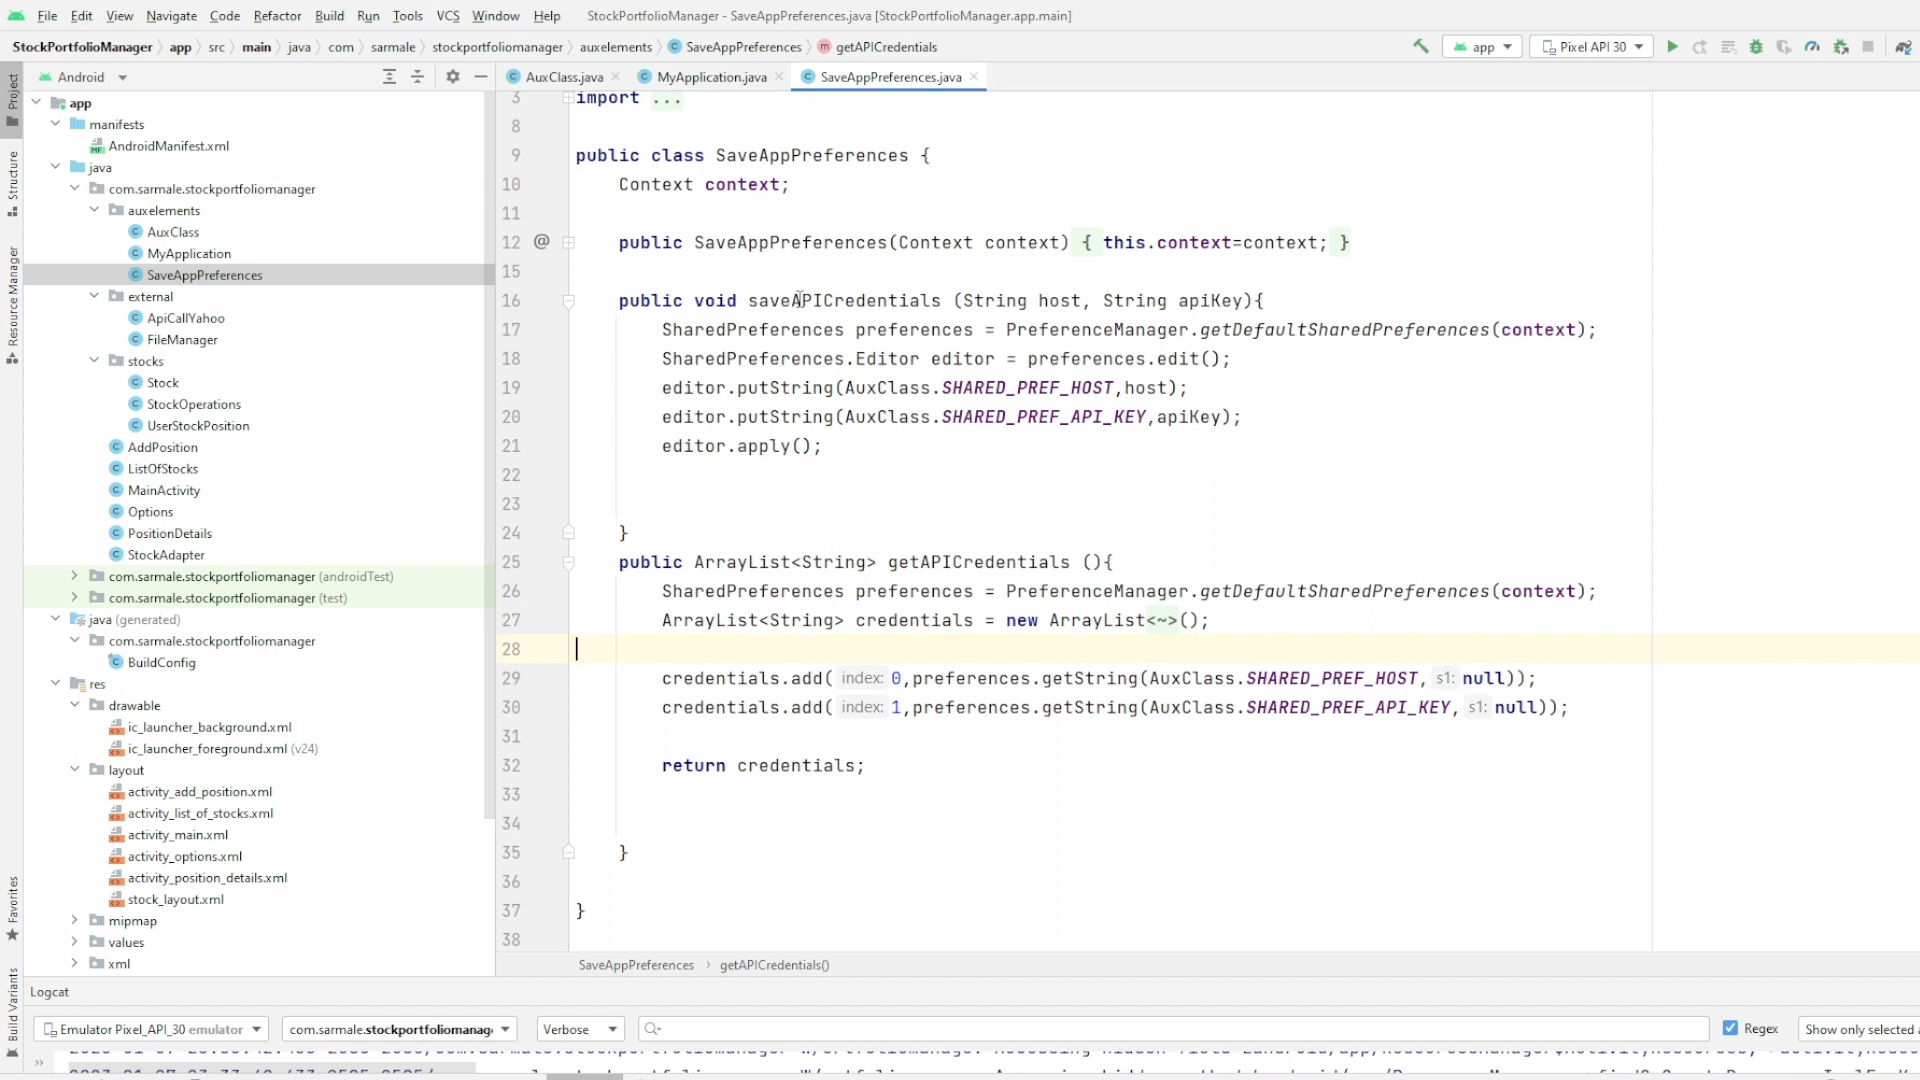 File Edit View Navigate Code Refactor Build Run Tools VCS Window Help StockPortfolioManager - SaveAppPreferences.java [StockPortfolioManager.app.main]
StockPortfolioManager app src main java com sarmale stockportfoliomanager auxelements SaveAppPreferences getAPICredentials app Pixel API 30
Android
AuxClass.java MyApplication.java SaveAppPreferences.java
Project
Structure
Resource Manager
Favorites
Build Variants
app
manifests
AndroidManifest.xml
java
com.sarmale.stockportfoliomanager
auxelements
AuxClass
MyApplication
SaveAppPreferences
external
ApiCallYahoo
FileManager
stocks
Stock
StockOperations
UserStockPosition
AddPosition
ListOfStocks
MainActivity
Options
PositionDetails
StockAdapter
com.sarmale.stockportfoliomanager (androidTest)
com.sarmale.stockportfoliomanager (test)
java (generated)
com.sarmale.stockportfoliomanager
BuildConfig
res
drawable
ic_launcher_background.xml
ic_launcher_foreground.xml (v24)
layout
activity_add_position.xml
activity_list_of_stocks.xml
activity_main.xml
activity_options.xml
activity_position_details.xml
stock_layout.xml
mipmap
values
xml
3 import ...
8
9 public class SaveAppPreferences {
10 Context context;
11
12 @ public SaveAppPreferences(Context context) { this.context=context; }
15
16 public void saveAPICredentials (String host, String apiKey){
17 SharedPreferences preferences = PreferenceManager.getDefaultSharedPreferences(context);
18 SharedPreferences.Editor editor = preferences.edit();
19 editor.putString(AuxClass.SHARED_PREF_HOST,host);
20 editor.putString(AuxClass.SHARED_PREF_API_KEY,apiKey);
21 editor.apply();
22
23
24 }
25 public ArrayList<String> getAPICredentials (){
26 SharedPreferences preferences = PreferenceManager.getDefaultSharedPreferences(context);
27 ArrayList<String> credentials = new ArrayList<~>();
28
29 credentials.add( index: 0,preferences.getString(AuxClass.SHARED_PREF_HOST, s1: null));
30 credentials.add( index: 1,preferences.getString(AuxClass.SHARED_PREF_API_KEY, s1: null));
31
32 return credentials;
33
34
35 }
36
37 }
38
SaveAppPreferences getAPICredentials()
Logcat
Emulator Pixel_API_30 emulator com.sarmale.stockportfoliomanag Verbose Regex Show only selected a